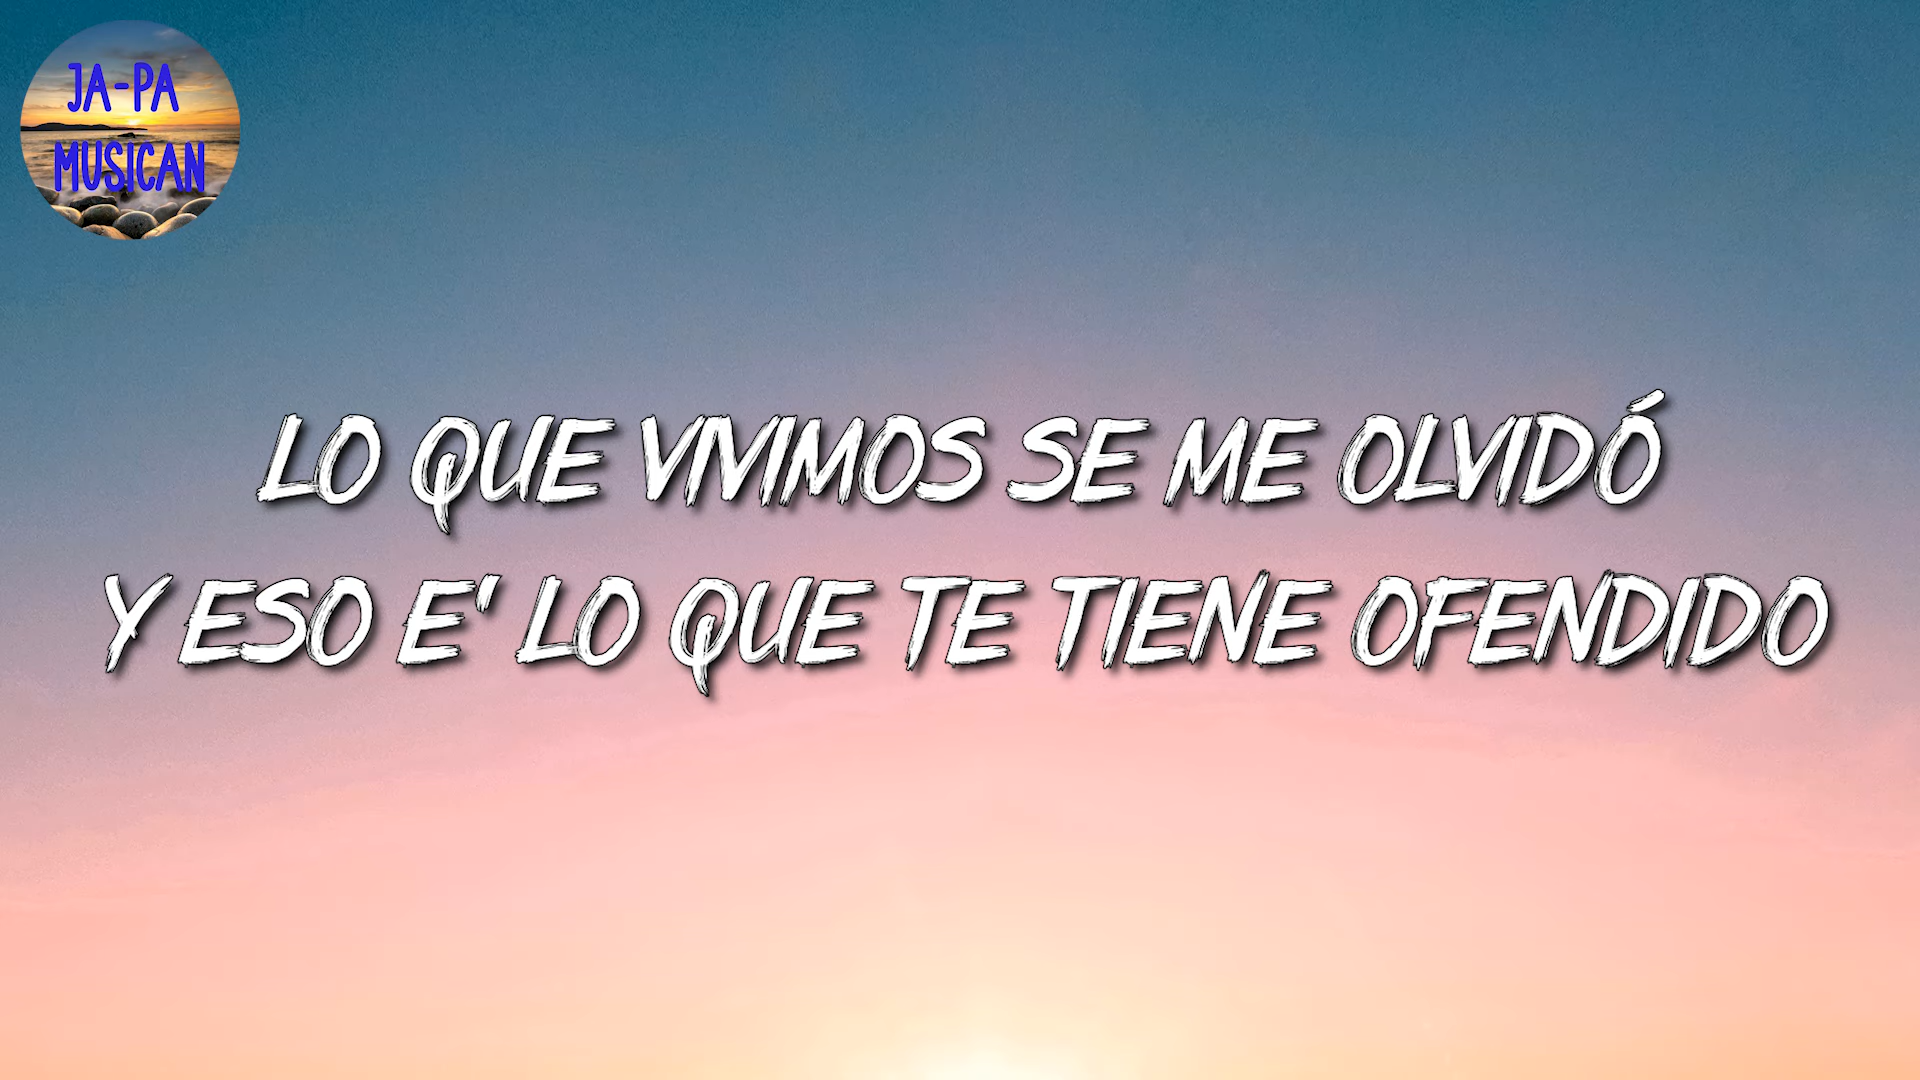 JA-PA
MUSICAN
LO QUE VIVIMOS SE ME OLVIDÓ
Y ESO E' LO QUE TE TIENE OFENDIDO